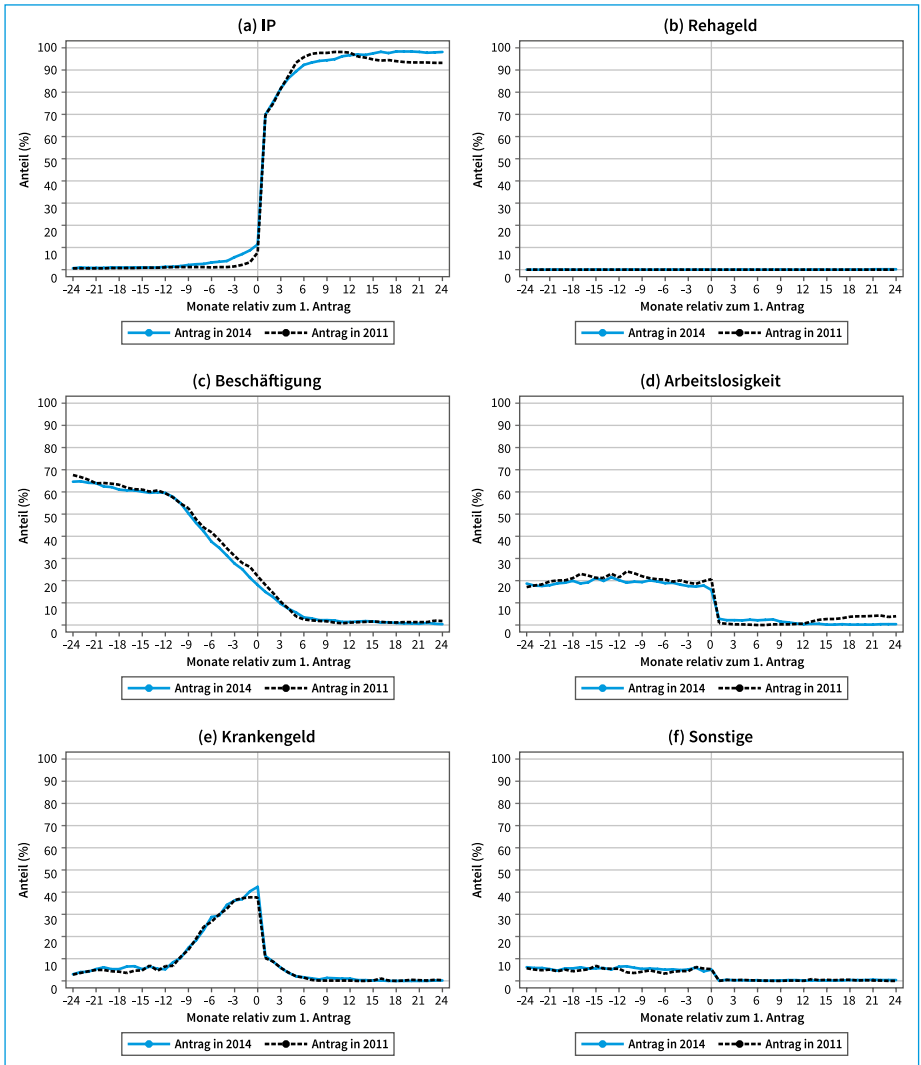 (a) IP
100
90
80
70
60
50
40
30
20
10
0
Anteil (%)
–24 –21 –18 –15 –12 –9 –6 –3 0 3 6 9 12 15 18 21 24
Monate relativ zum 1. Antrag
Antrag in 2014 Antrag in 2011
(b) Rehageld
100
90
80
70
60
50
40
30
20
10
0
Anteil (%)
–24 –21 –18 –15 –12 –9 –6 –3 0 3 6 9 12 15 18 21 24
Monate relativ zum 1. Antrag
Antrag in 2014 Antrag in 2011
(c) Beschäftigung
100
90
80
70
60
50
40
30
20
10
0
Anteil (%)
–24 –21 –18 –15 –12 –9 –6 –3 0 3 6 9 12 15 18 21 24
Monate relativ zum 1. Antrag
Antrag in 2014 Antrag in 2011
(d) Arbeitslosigkeit
100
90
80
70
60
50
40
30
20
10
0
Anteil (%)
–24 –21 –18 –15 –12 –9 –6 –3 0 3 6 9 12 15 18 21 24
Monate relativ zum 1. Antrag
Antrag in 2014 Antrag in 2011
(e) Krankengeld
100
90
80
70
60
50
40
30
20
10
0
Anteil (%)
–24 –21 –18 –15 –12 –9 –6 –3 0 3 6 9 12 15 18 21 24
Monate relativ zum 1. Antrag
Antrag in 2014 Antrag in 2011
(f) Sonstige
100
90
80
70
60
50
40
30
20
10
0
Anteil (%)
–24 –21 –18 –15 –12 –9 –6 –3 0 3 6 9 12 15 18 21 24
Monate relativ zum 1. Antrag
Antrag in 2014 Antrag in 2011